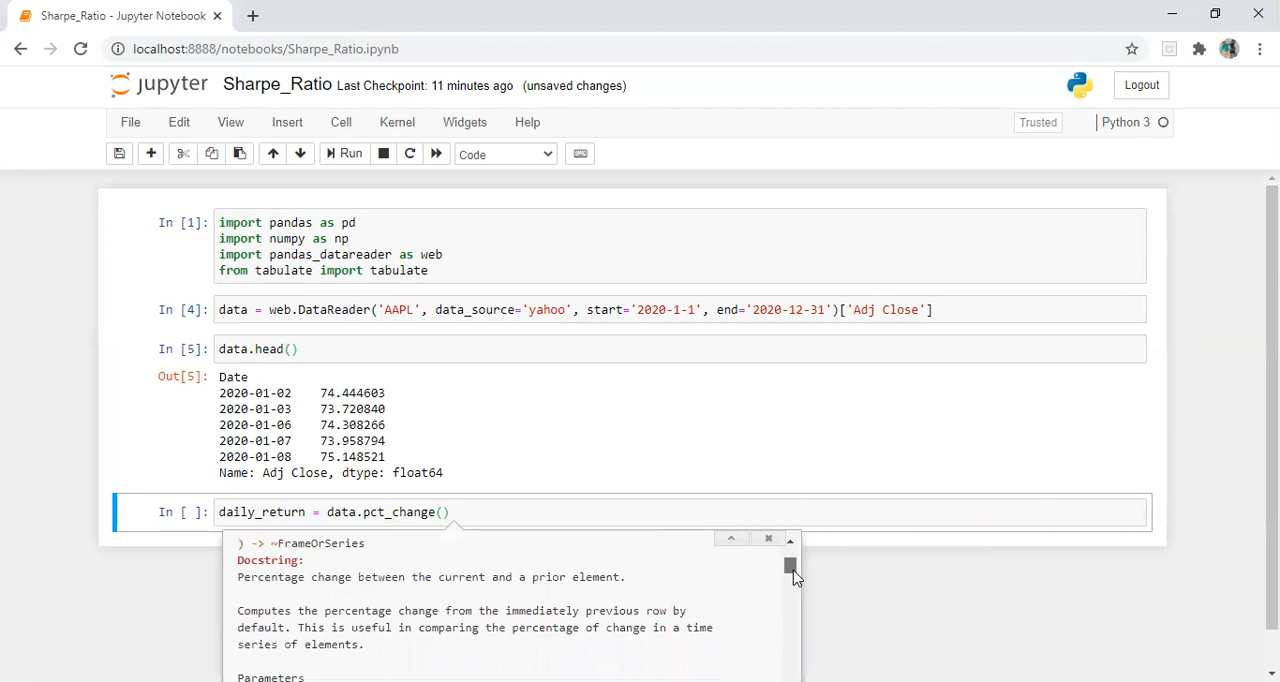 Sharpe_Ratio - Jupyter Notebook
localhost:8888/notebooks/Sharpe_Ratio.ipynb
jupyter Sharpe_Ratio Last Checkpoint: 11 minutes ago (unsaved changes) Logout
File Edit View Insert Cell Kernel Widgets Help Trusted Python 3
Run Code
In [1]: import pandas as pd
import numpy as np
import pandas_datareader as web
from tabulate import tabulate
In [4]: data = web.DataReader('AAPL', data_source='yahoo', start='2020-1-1', end='2020-12-31')['Adj Close']
In [5]: data.head()
Out[5]: Date
2020-01-02 74.444603
2020-01-03 73.720840
2020-01-06 74.308266
2020-01-07 73.958794
2020-01-08 75.148521
Name: Adj Close, dtype: float64
In [ ]: daily_return = data.pct_change()
) -> ~FrameOrSeries
Docstring:
Percentage change between the current and a prior element.
Computes the percentage change from the immediately previous row by
default. This is useful in comparing the percentage of change in a time
series of elements.
Parameters